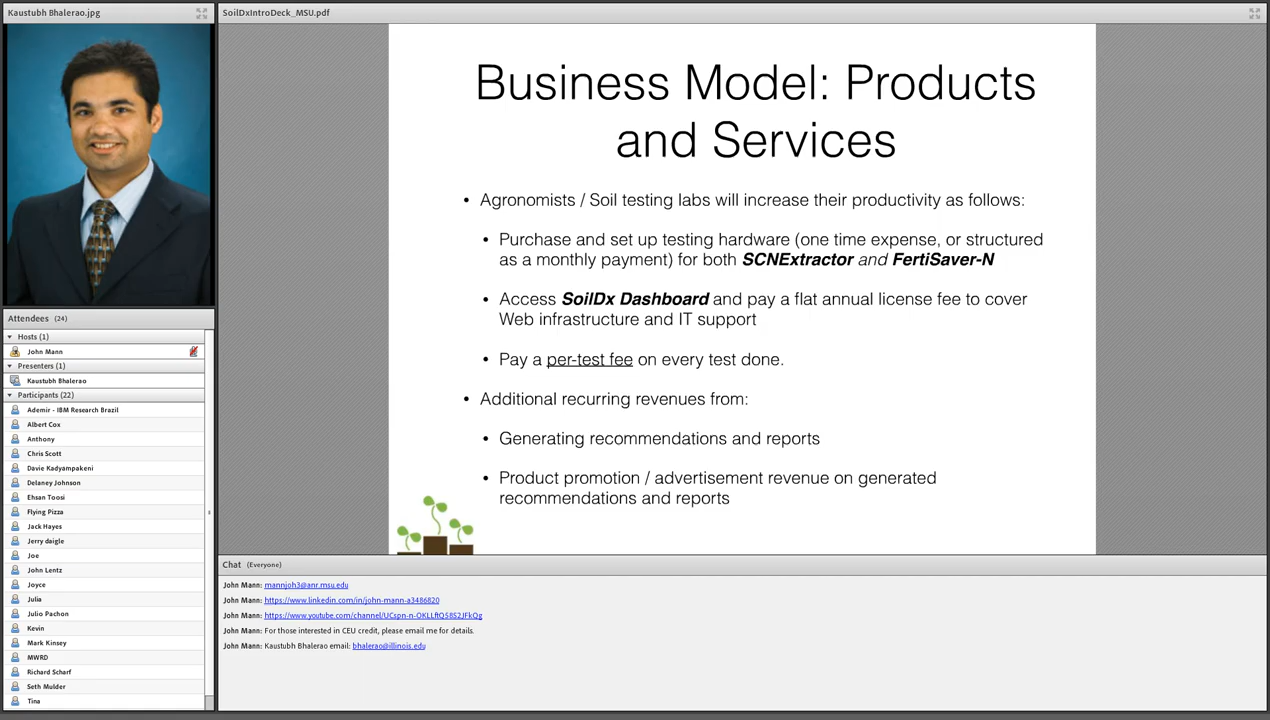 Kaustubh Bhalerao.jpg
SoilDxIntroDeck_MSU.pdf
Business Model: Products
and Services
• Agronomists / Soil testing labs will increase their productivity as follows:
• Purchase and set up testing hardware (one time expense, or structured
as a monthly payment) for both SCNExtractor and FertiSaver-N
• Access SoilDx Dashboard and pay a flat annual license fee to cover
Web infrastructure and IT support
• Pay a per-test fee on every test done.
• Additional recurring revenues from:
• Generating recommendations and reports
• Product promotion / advertisement revenue on generated
recommendations and reports
Attendees (24)
Hosts (1)
John Mann
Presenters (1)
Kaustubh Bhalerao
Participants (22)
Ademir - IBM Research Brazil
Albert Cox
Anthony
Chris Scott
Davie Kadyampakeni
Delaney Johnson
Ehsan Toosi
Flying Pizza
Jack Hayes
Jerry daigle
Joe
John Lentz
Joyce
Julia
Julio Pachon
Kevin
Mark Kinsey
MWRD
Richard Scharf
Seth Mulder
Tina
Chat (Everyone)
John Mann: mannjoh3@anr.msu.edu
John Mann: https://www.linkedin.com/in/john-mann-a3486820
John Mann: https://www.youtube.com/channel/UCspn-n-OKLLftQ58S2JFkQg
John Mann: For those interested in CEU credit, please email me for details.
John Mann: Kaustubh Bhalerao email: bhalerao@illinois.edu